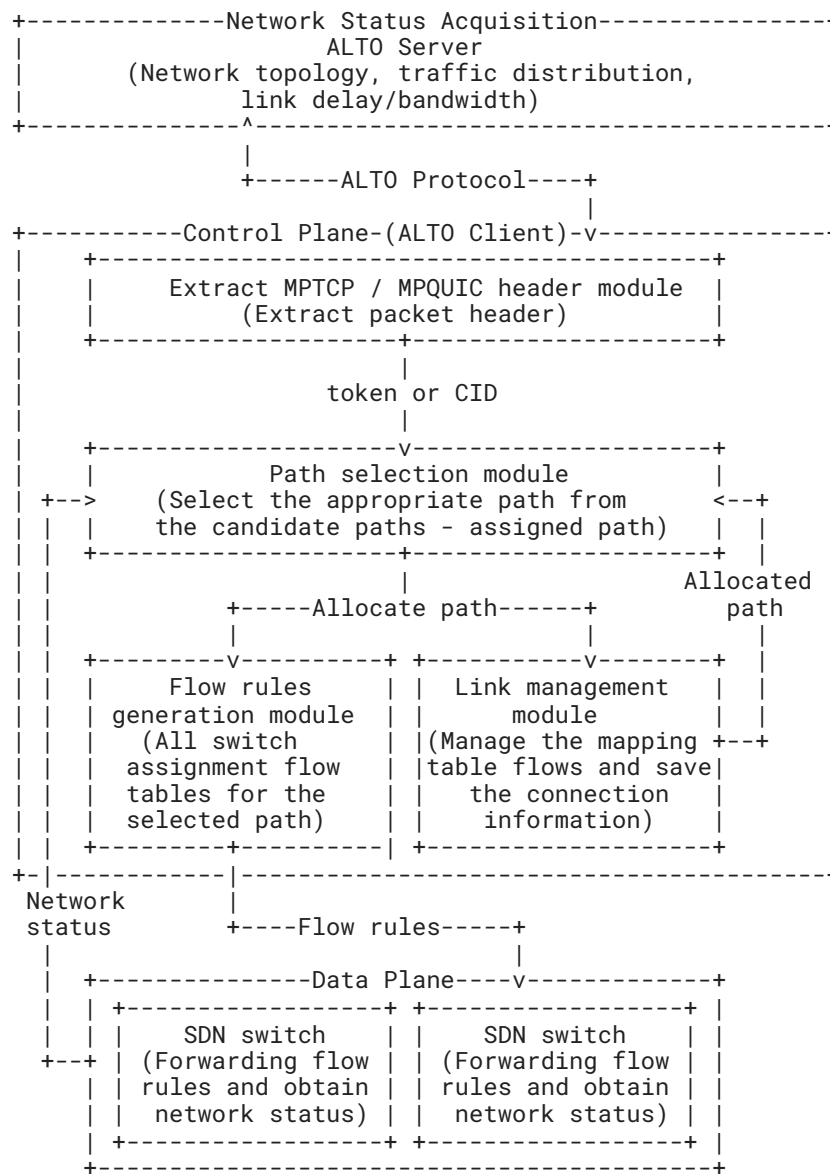 Network Status Acquisition
ALTO Server
(Network topology, traffic distribution,
link delay/bandwidth)
ALTO Protocol
Control Plane-(ALTO Client)
Extract MPTCP / MPQUIC header module
(Extract packet header)
token or CID
Path selection module
(Select the appropriate path from
the candidate paths - assigned path)
Allocated
path
Allocate path
Flow rules
generation module
(All switch
assignment flow
tables for the
selected path)
Link management
module
(Manage the mapping
table flows and save
the connection
information)
Network
status
Flow rules
Data Plane
SDN switch
(Forwarding flow
rules and obtain
network status)
SDN switch
(Forwarding flow
rules and obtain
network status)